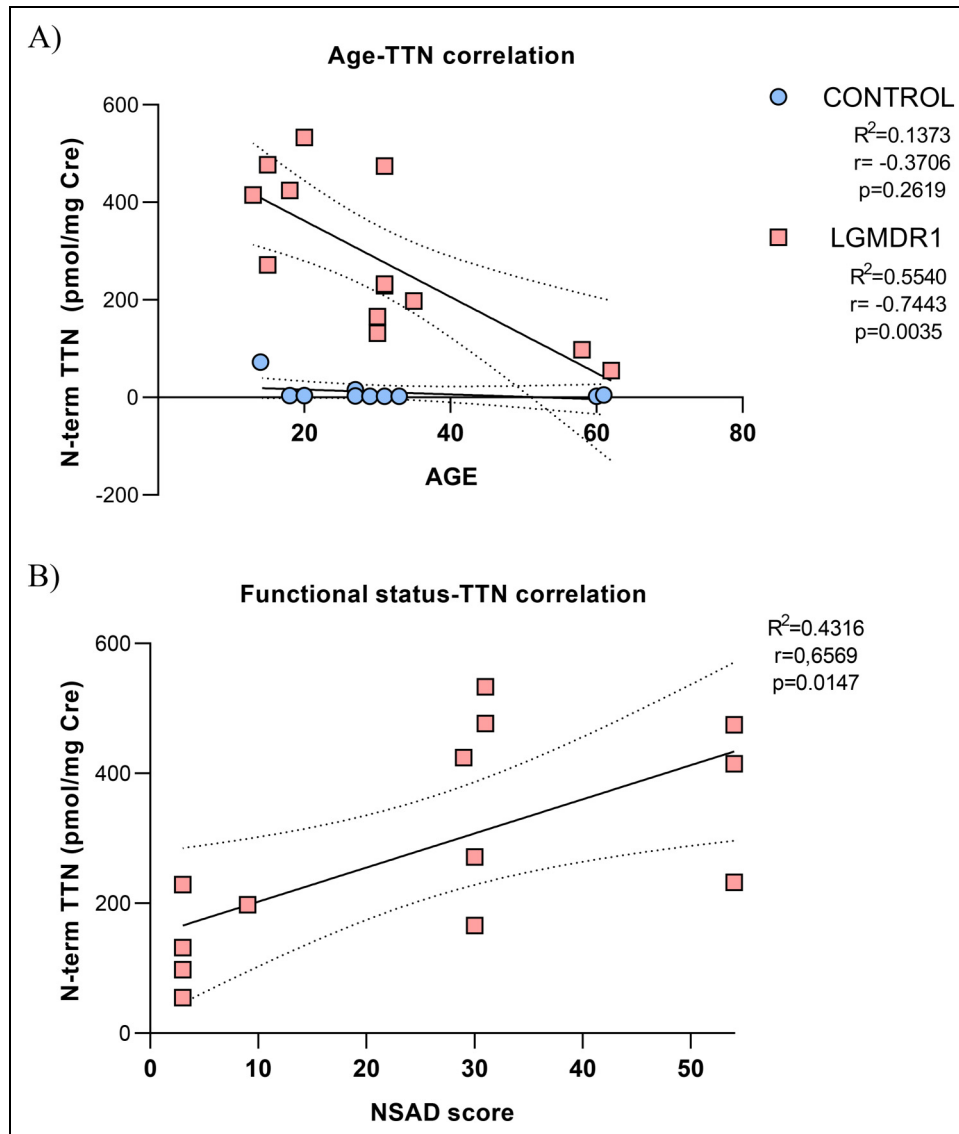 A)
Age-TTN correlation
600
400
200
0
-200
N-term TTN (pmol/mg Cre)
20
40
60
80
AGE
CONTROL
R²=0.1373
r= -0.3706
p=0.2619
LGMDR1
R²=0.5540
r= -0.7443
p=0.0035
B)
Functional status-TTN correlation
R²=0.4316
r=0,6569
p=0.0147
600
400
200
0
N-term TTN (pmol/mg Cre)
0
10
20
30
40
50
NSAD score